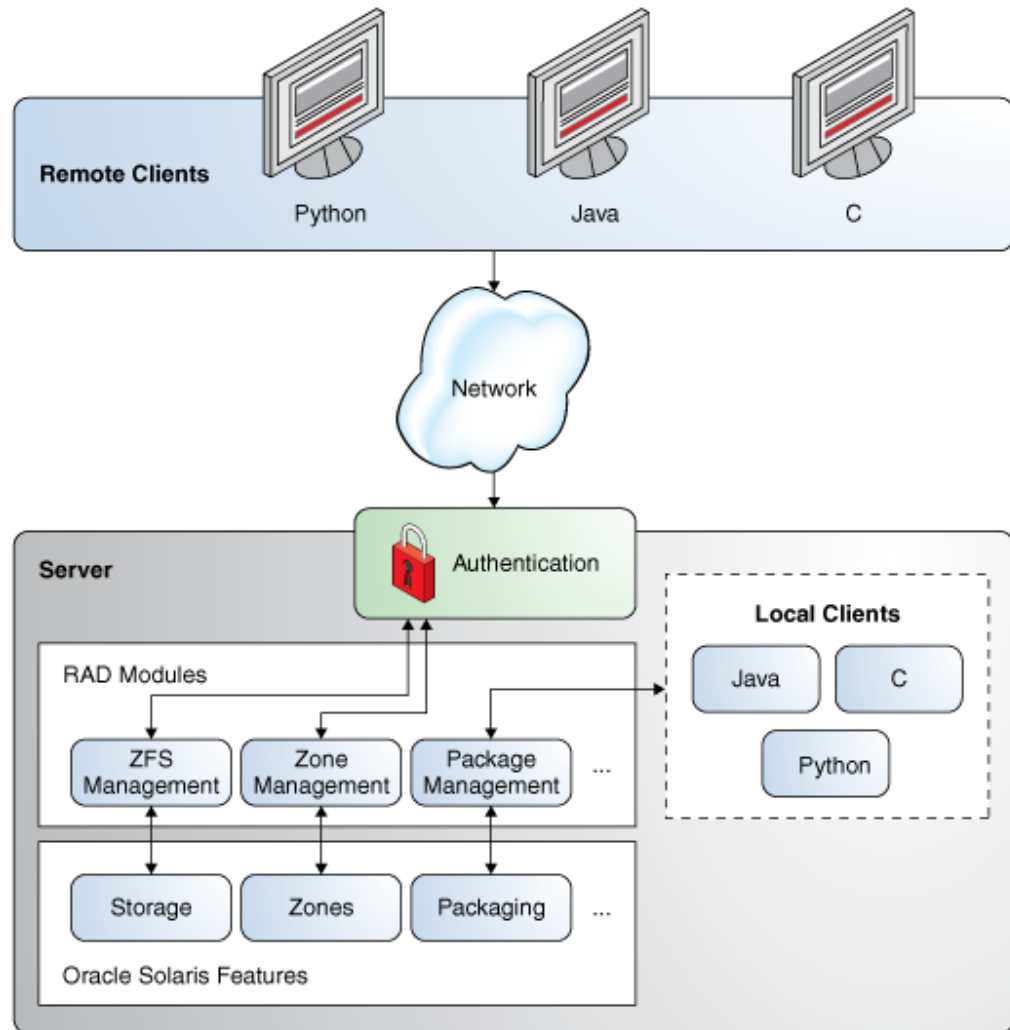 Remote Clients
Python
Java
C
Network
Server
Authentication
Local Clients
Java
C
Python
RAD Modules
ZFS
Management
Zone
Management
Package
Management
...
Storage
Zones
Packaging
...
Oracle Solaris Features